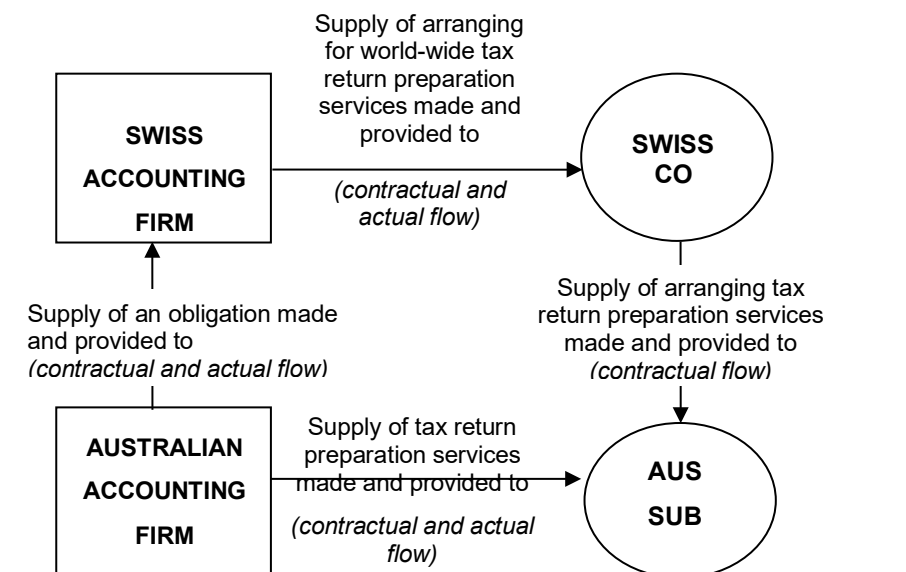 Supply of arranging
for world-wide tax
return preparation
services made and
provided to
SWISS
ACCOUNTING
FIRM
SWISS
CO
(contractual and
actual flow)
Supply of an obligation made
and provided to
(contractual and actual flow)
Supply of arranging tax
return preparation services
made and provided to
(contractual flow)
AUSTRALIAN
ACCOUNTING
FIRM
Supply of tax return
preparation services
made and provided to
(contractual and actual
flow)
AUS
SUB